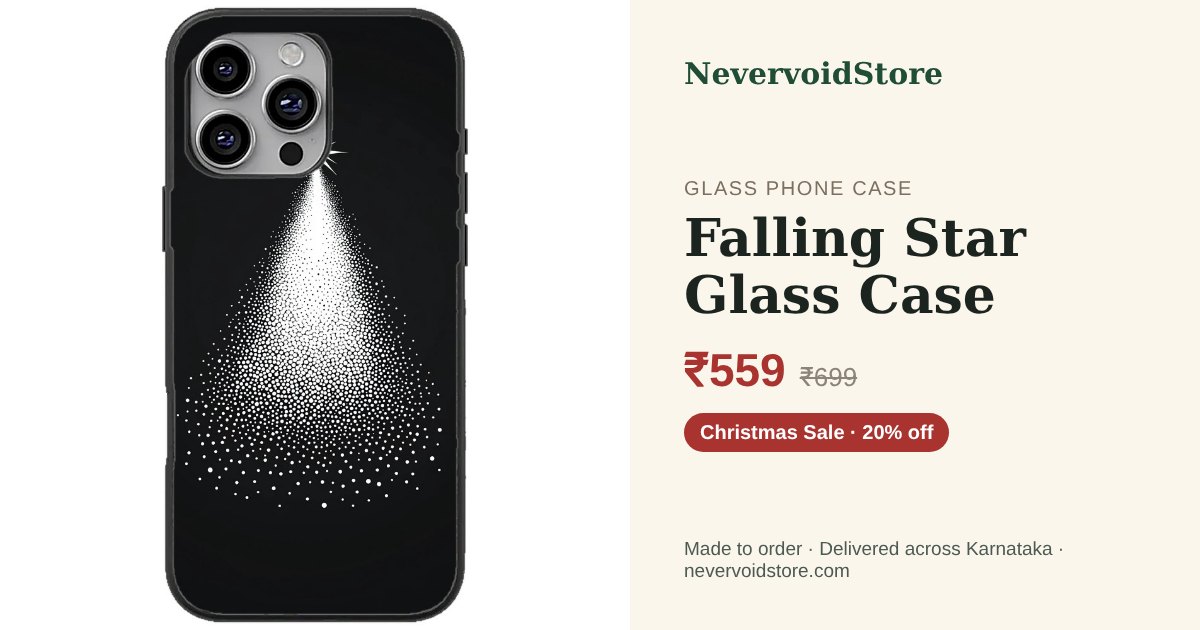 NevervoidStore
GLASS PHONE CASE
Falling Star
Glass Case
₹559 ₹699
Christmas Sale · 20% off
Made to order · Delivered across Karnataka ·
nevervoidstore.com